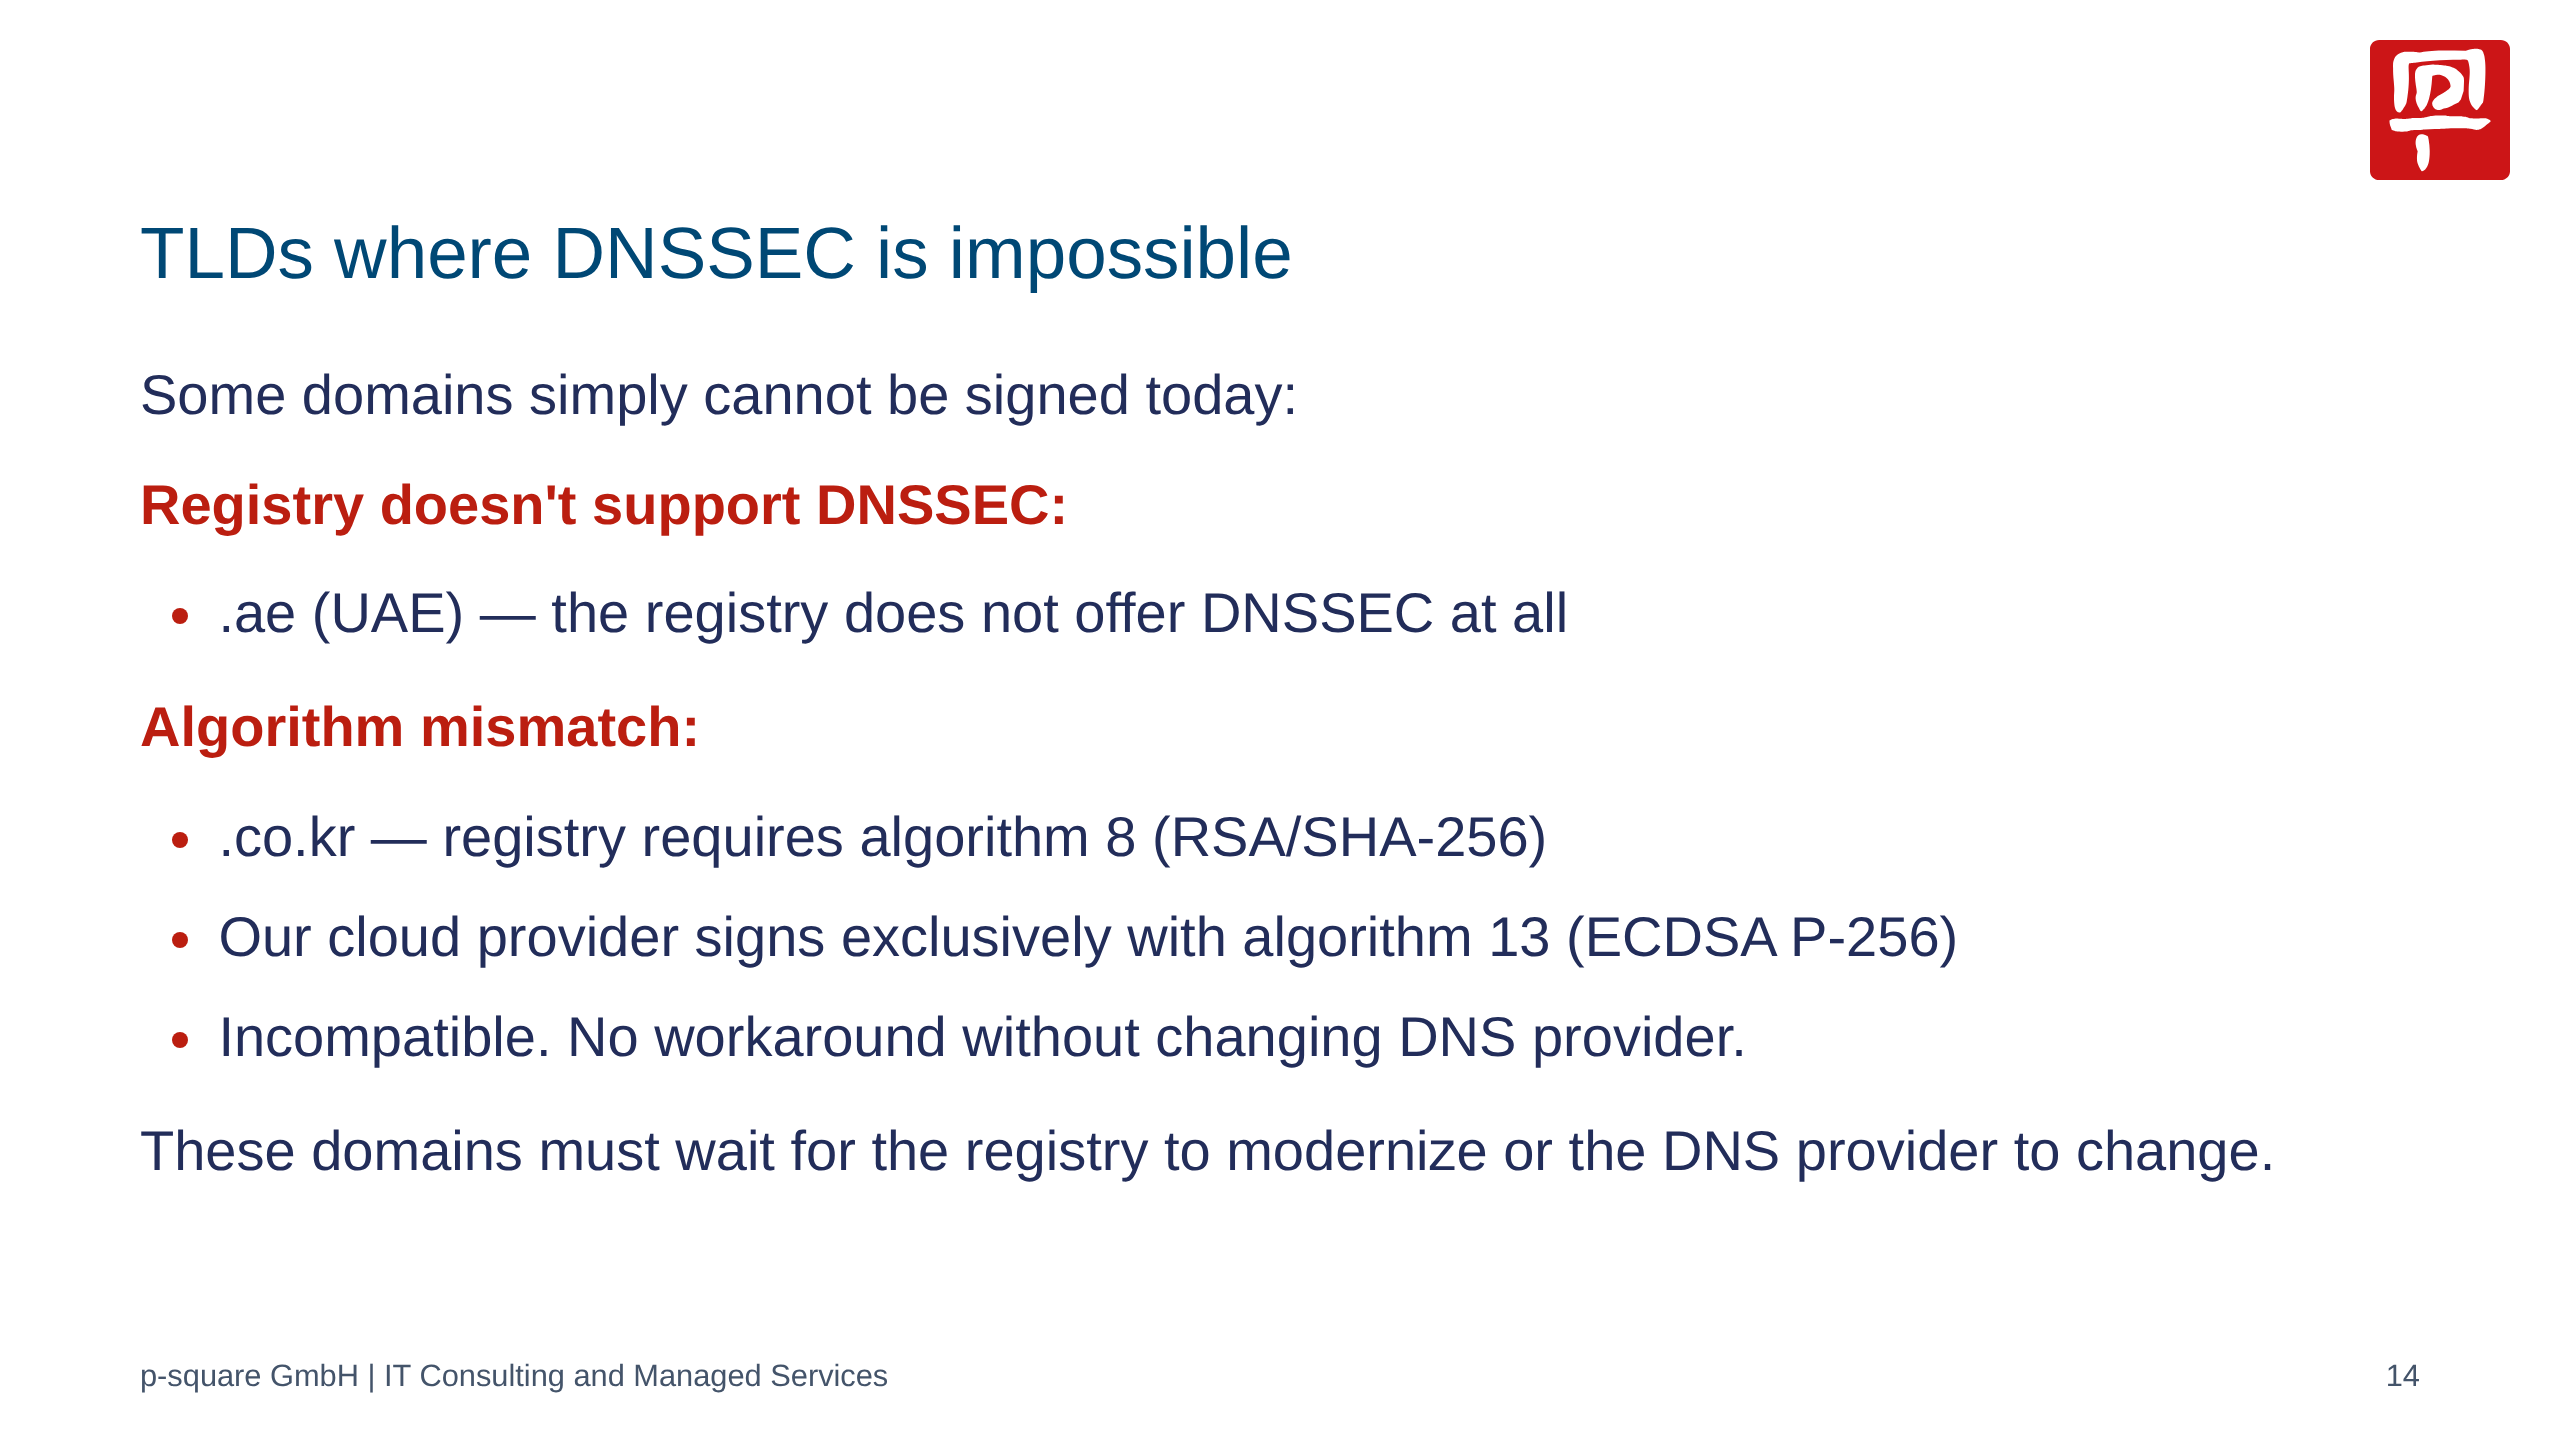 TLDs where DNSSEC is impossible
Some domains simply cannot be signed today:
Registry doesn't support DNSSEC:
• .ae (UAE) — the registry does not offer DNSSEC at all
Algorithm mismatch:
• .co.kr — registry requires algorithm 8 (RSA/SHA-256)
• Our cloud provider signs exclusively with algorithm 13 (ECDSA P-256)
• Incompatible. No workaround without changing DNS provider.
These domains must wait for the registry to modernize or the DNS provider to change.
p-square GmbH | IT Consulting and Managed Services
14